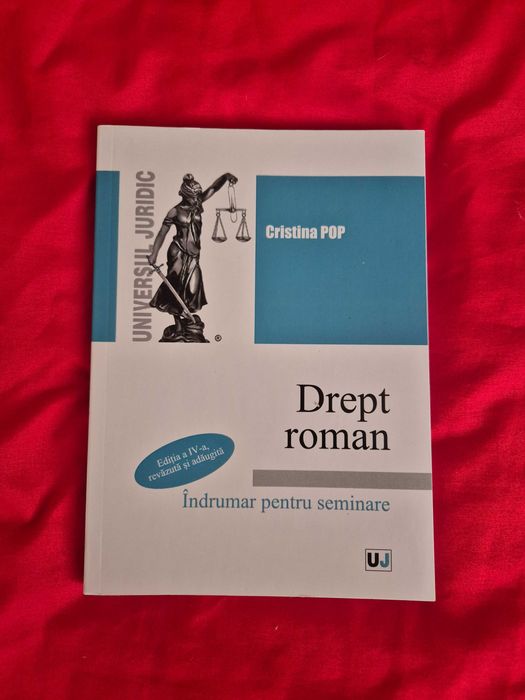 UNIVERSUL JURIDIC
®
Cristina POP
Drept
roman
Ediția a IV-a,
revăzută și adăugită
Îndrumar pentru seminare
UJ